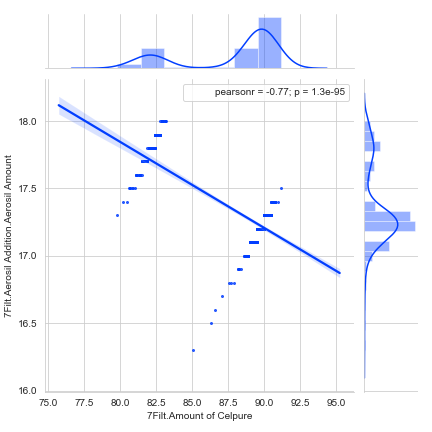 pearsonr = -0.77; p = 1.3e-95
18.0
17.5
17.0
16.5
16.0
7Filt.Aerosil Addition.Aerosil Amount
75.0 77.5 80.0 82.5 85.0 87.5 90.0 92.5 95.0
7Filt.Amount of Celpure